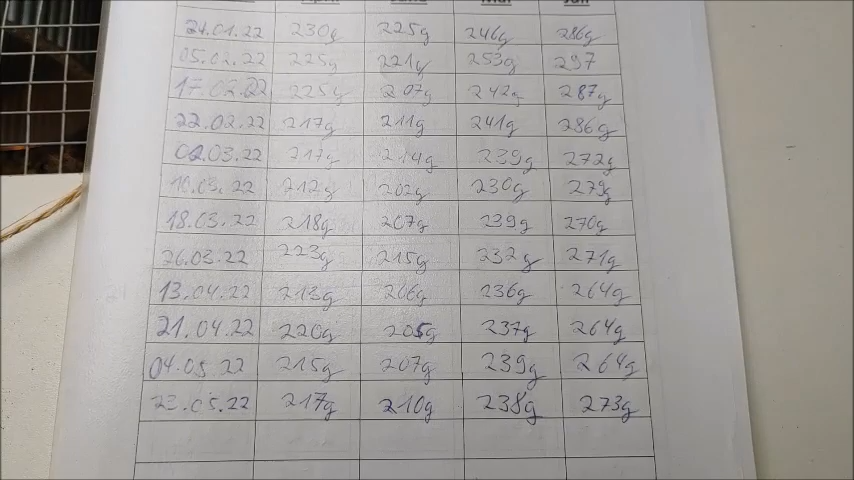 24.01.22 230g 225g 246g 286g
05.02.22 225g 221g 253g 297
17.02.22 225g 207g 242g 287g
22.02.22 217g 211g 241g 286g
02.03.22 217g 214g 239g 272g
10.03.22 212g 202g 230g 279g
18.03.22 218g 207g 239g 270g
26.03.22 223g 215g 232g 271g
13.04.22 213g 206g 236g 264g
21.04.22 220g 205g 237g 264g
04.05.22 215g 207g 239g 264g
23.05.22 217g 210g 238g 273g